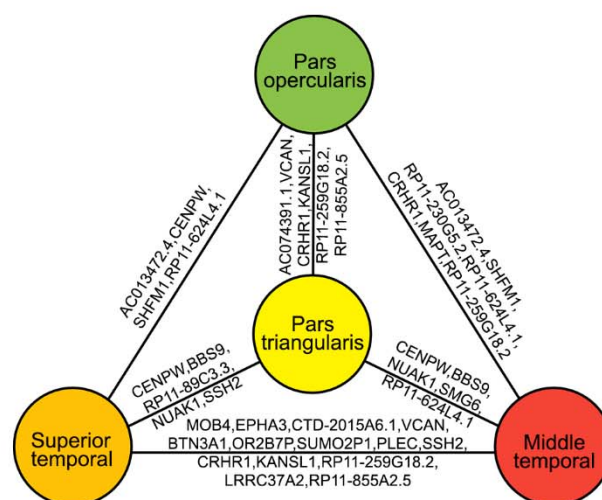 Pars
opercularis
AC013472.4,CENPW,
SHFM1,RP11-624L4.1
AC074391.1,VCAN,
CRHR1,KANSL1,
RP11-259G18.2,
RP11-855A2.5
AC013472.4,SHFM1,
RP11-230G5.2,RP11-624L4.1,
CRHR1,MAPT,RP11-259G18.2
Pars
triangularis
CENPW,BBS9,
RP11-89C3.3,
NUAK1,SSH2
CENPW,BBS9,
NUAK1,SMG6,
RP11-624L4.1
Superior
temporal
MOB4,EPHA3,CTD-2015A6.1,VCAN,
BTN3A1,OR2B7P,SUMO2P1,PLEC,SSH2,
CRHR1,KANSL1,RP11-259G18.2,
LRRC37A2,RP11-855A2.5
Middle
temporal